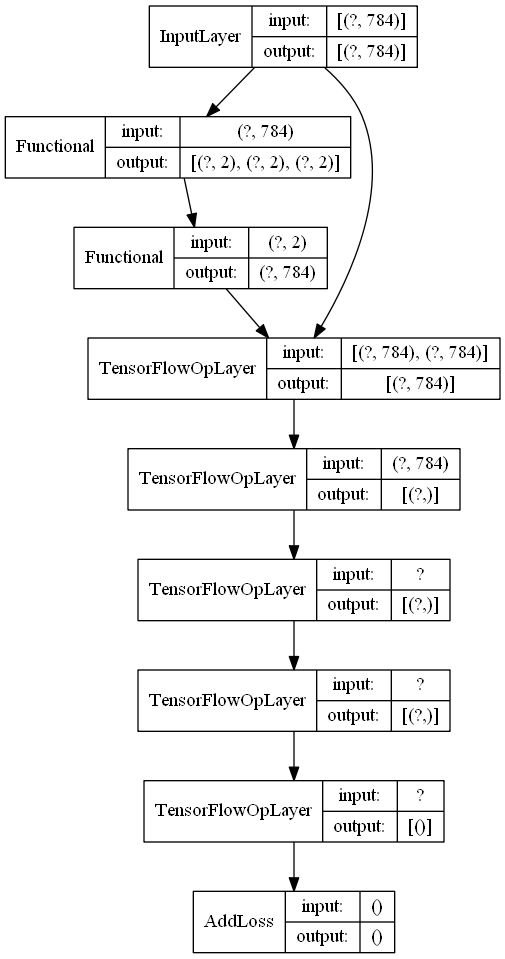 InputLayer input: [(?, 784)]
output: [(?, 784)]
Functional input: (?, 784)
output: [(?, 2), (?, 2), (?, 2)]
Functional input: (?, 2)
output: (?, 784)
TensorFlowOpLayer input: [(?, 784), (?, 784)]
output: [(?, 784)]
TensorFlowOpLayer input: (?, 784)
output: [(?,)]
TensorFlowOpLayer input: ?
output: [(?,)]
TensorFlowOpLayer input: ?
output: [(?,)]
TensorFlowOpLayer input: ?
output: [()]
AddLoss input: ()
output: ()